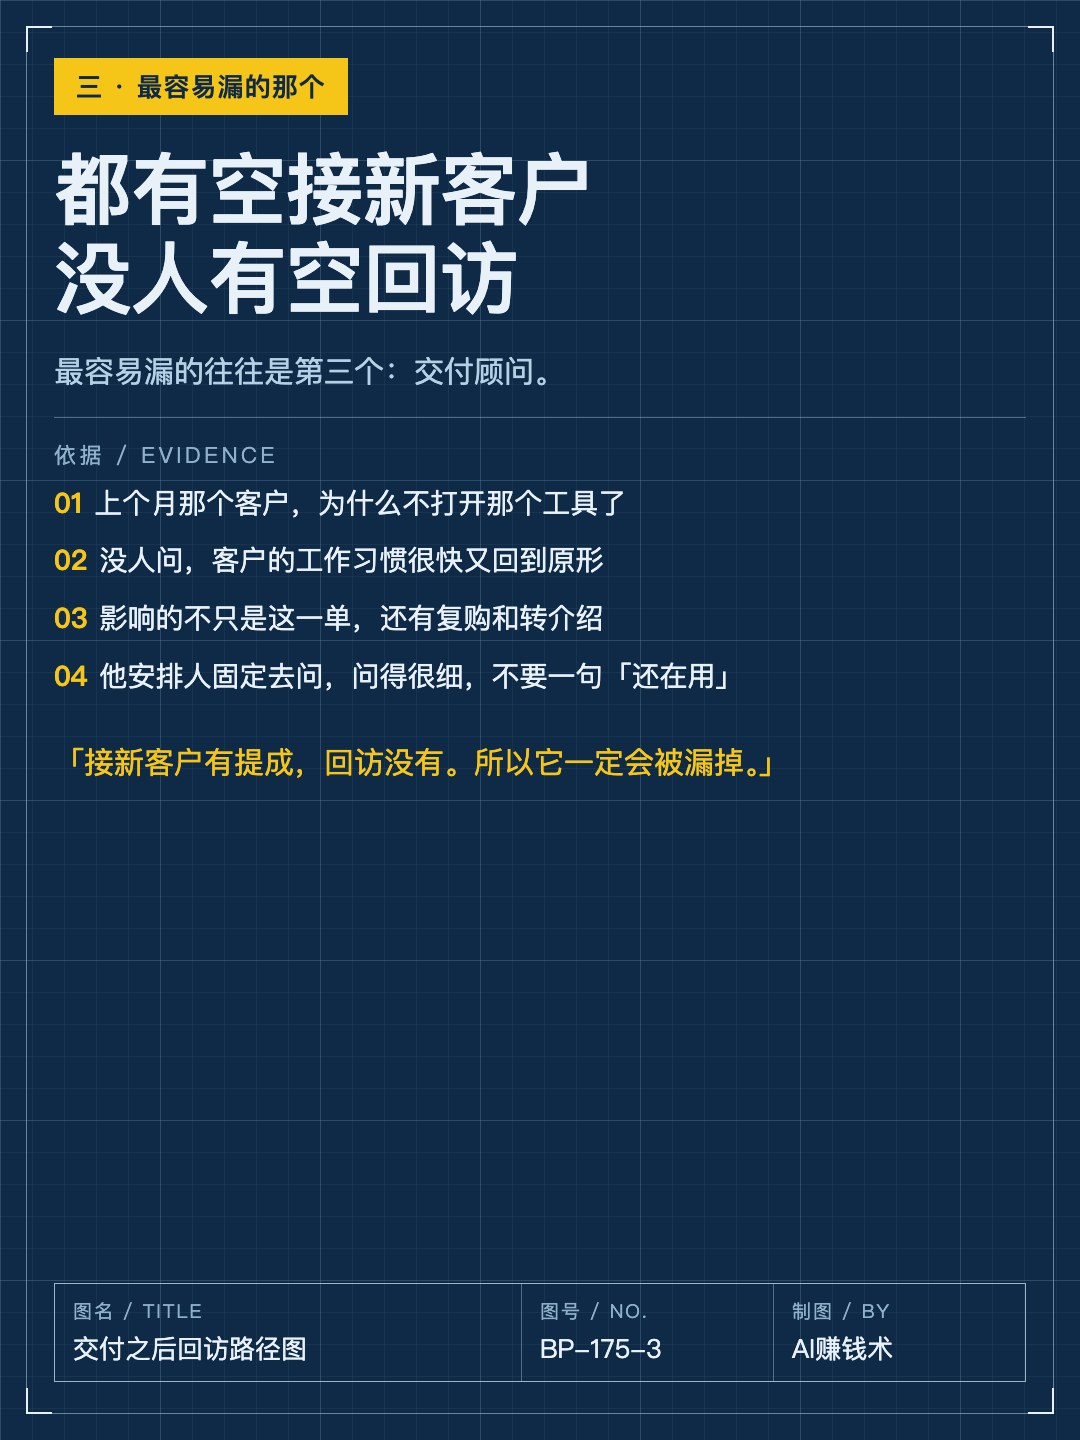 三 · 最容易漏的那个
都有空接新客户
没人有空回访
最容易漏的往往是第三个：交付顾问。
依据 / EVIDENCE
01 上个月那个客户，为什么不打开那个工具了
02 没人问，客户的工作习惯很快又回到原形
03 影响的不只是这一单，还有复购和转介绍
04 他安排人固定去问，问得很细，不要一句「还在用」
「接新客户有提成，回访没有。所以它一定会被漏掉。」
图名 / TITLE
交付之后回访路径图
图号 / NO.
BP-175-3
制图 / BY
AI赚钱术